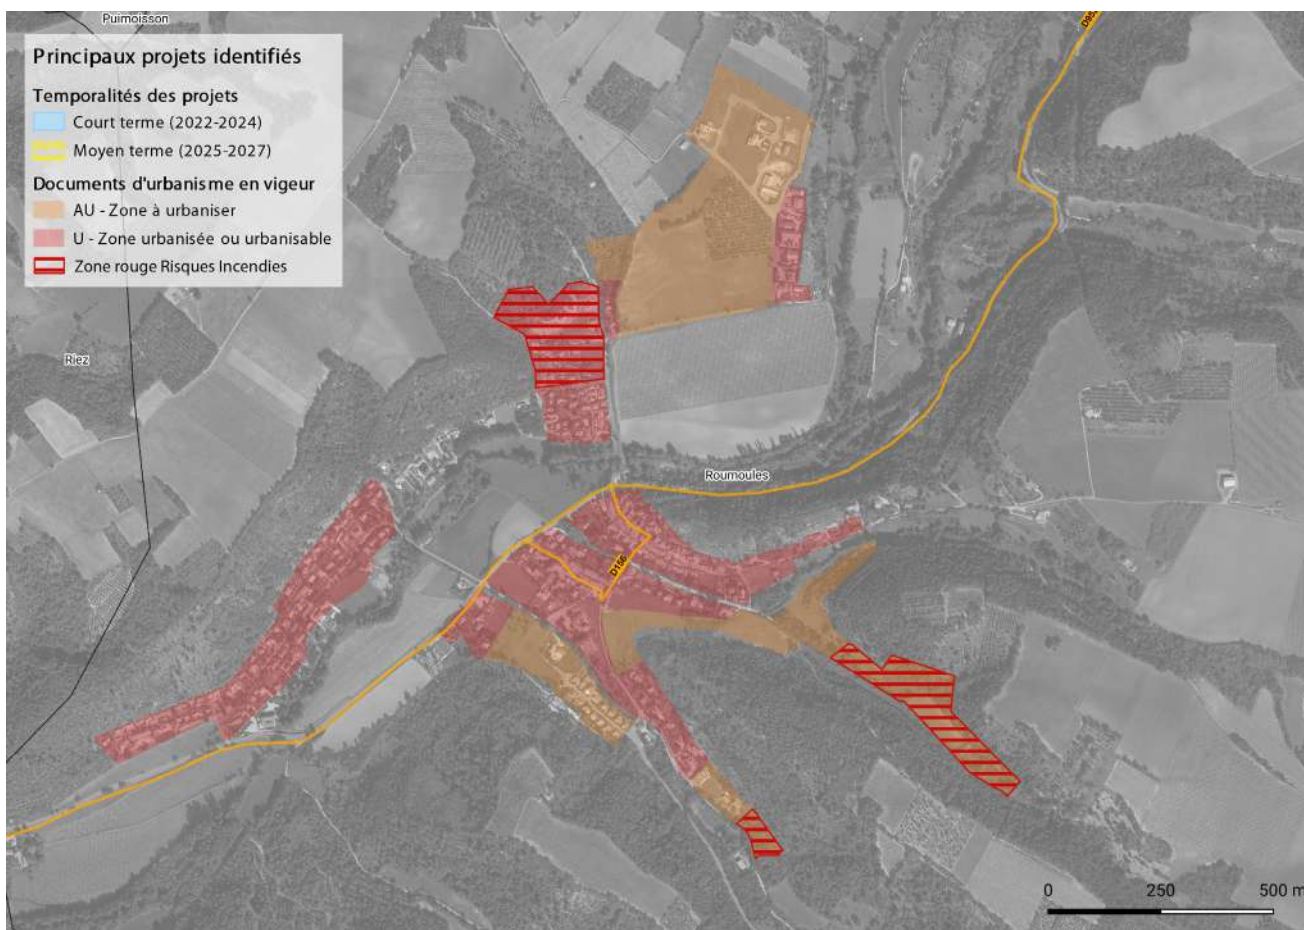 Puimoisson
Principaux projets identifiés
Temporalités des projets
Court terme (2022-2024)
Moyen terme (2025-2027)
Documents d'urbanisme en vigeur
AU - Zone à urbaniser
U - Zone urbanisée ou urbanisable
Zone rouge Risques Incendies
Riez
Roumoules
D156
0 250 500 m